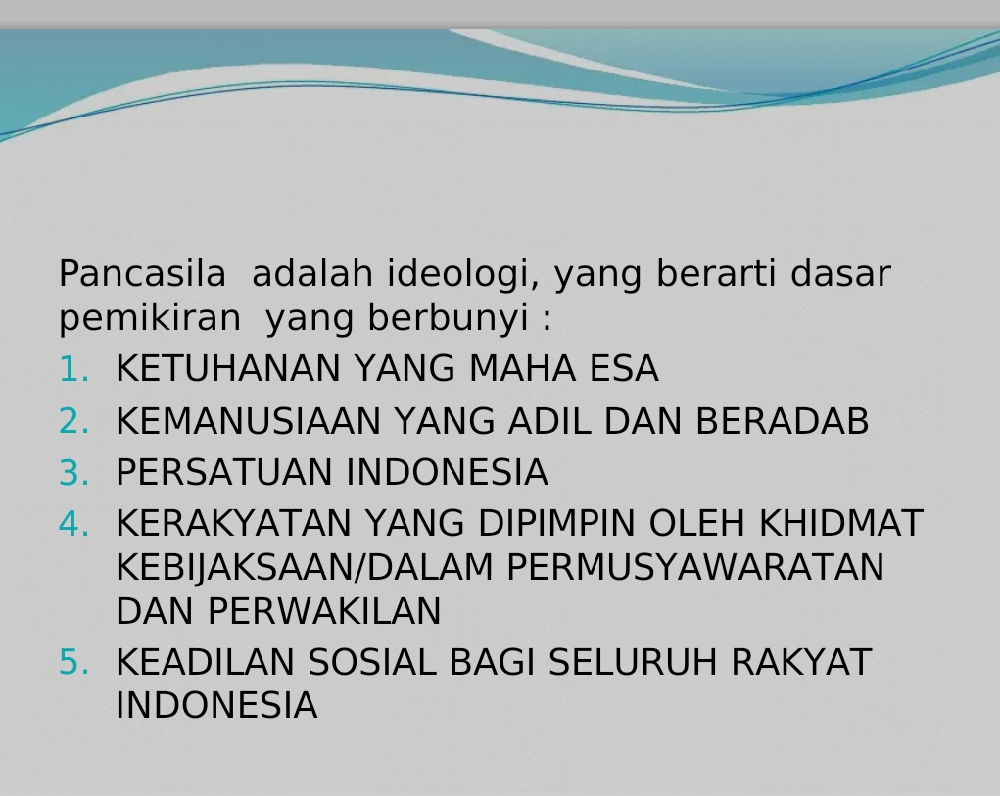 Pancasila  adalah ideologi, yang berarti dasar
pemikiran  yang berbunyi :
1. KETUHANAN YANG MAHA ESA
2. KEMANUSIAAN YANG ADIL DAN BERADAB
3. PERSATUAN INDONESIA
4. KERAKYATAN YANG DIPIMPIN OLEH KHIDMAT
KEBIJAKSAAN/DALAM PERMUSYAWARATAN
DAN PERWAKILAN
5. KEADILAN SOSIAL BAGI SELURUH RAKYAT
INDONESIA